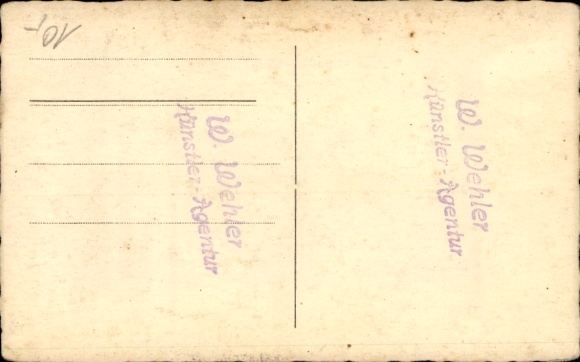 10,-
W. Wehler
Künstler-Agentur
W. Wehler
Künstler-Agentur